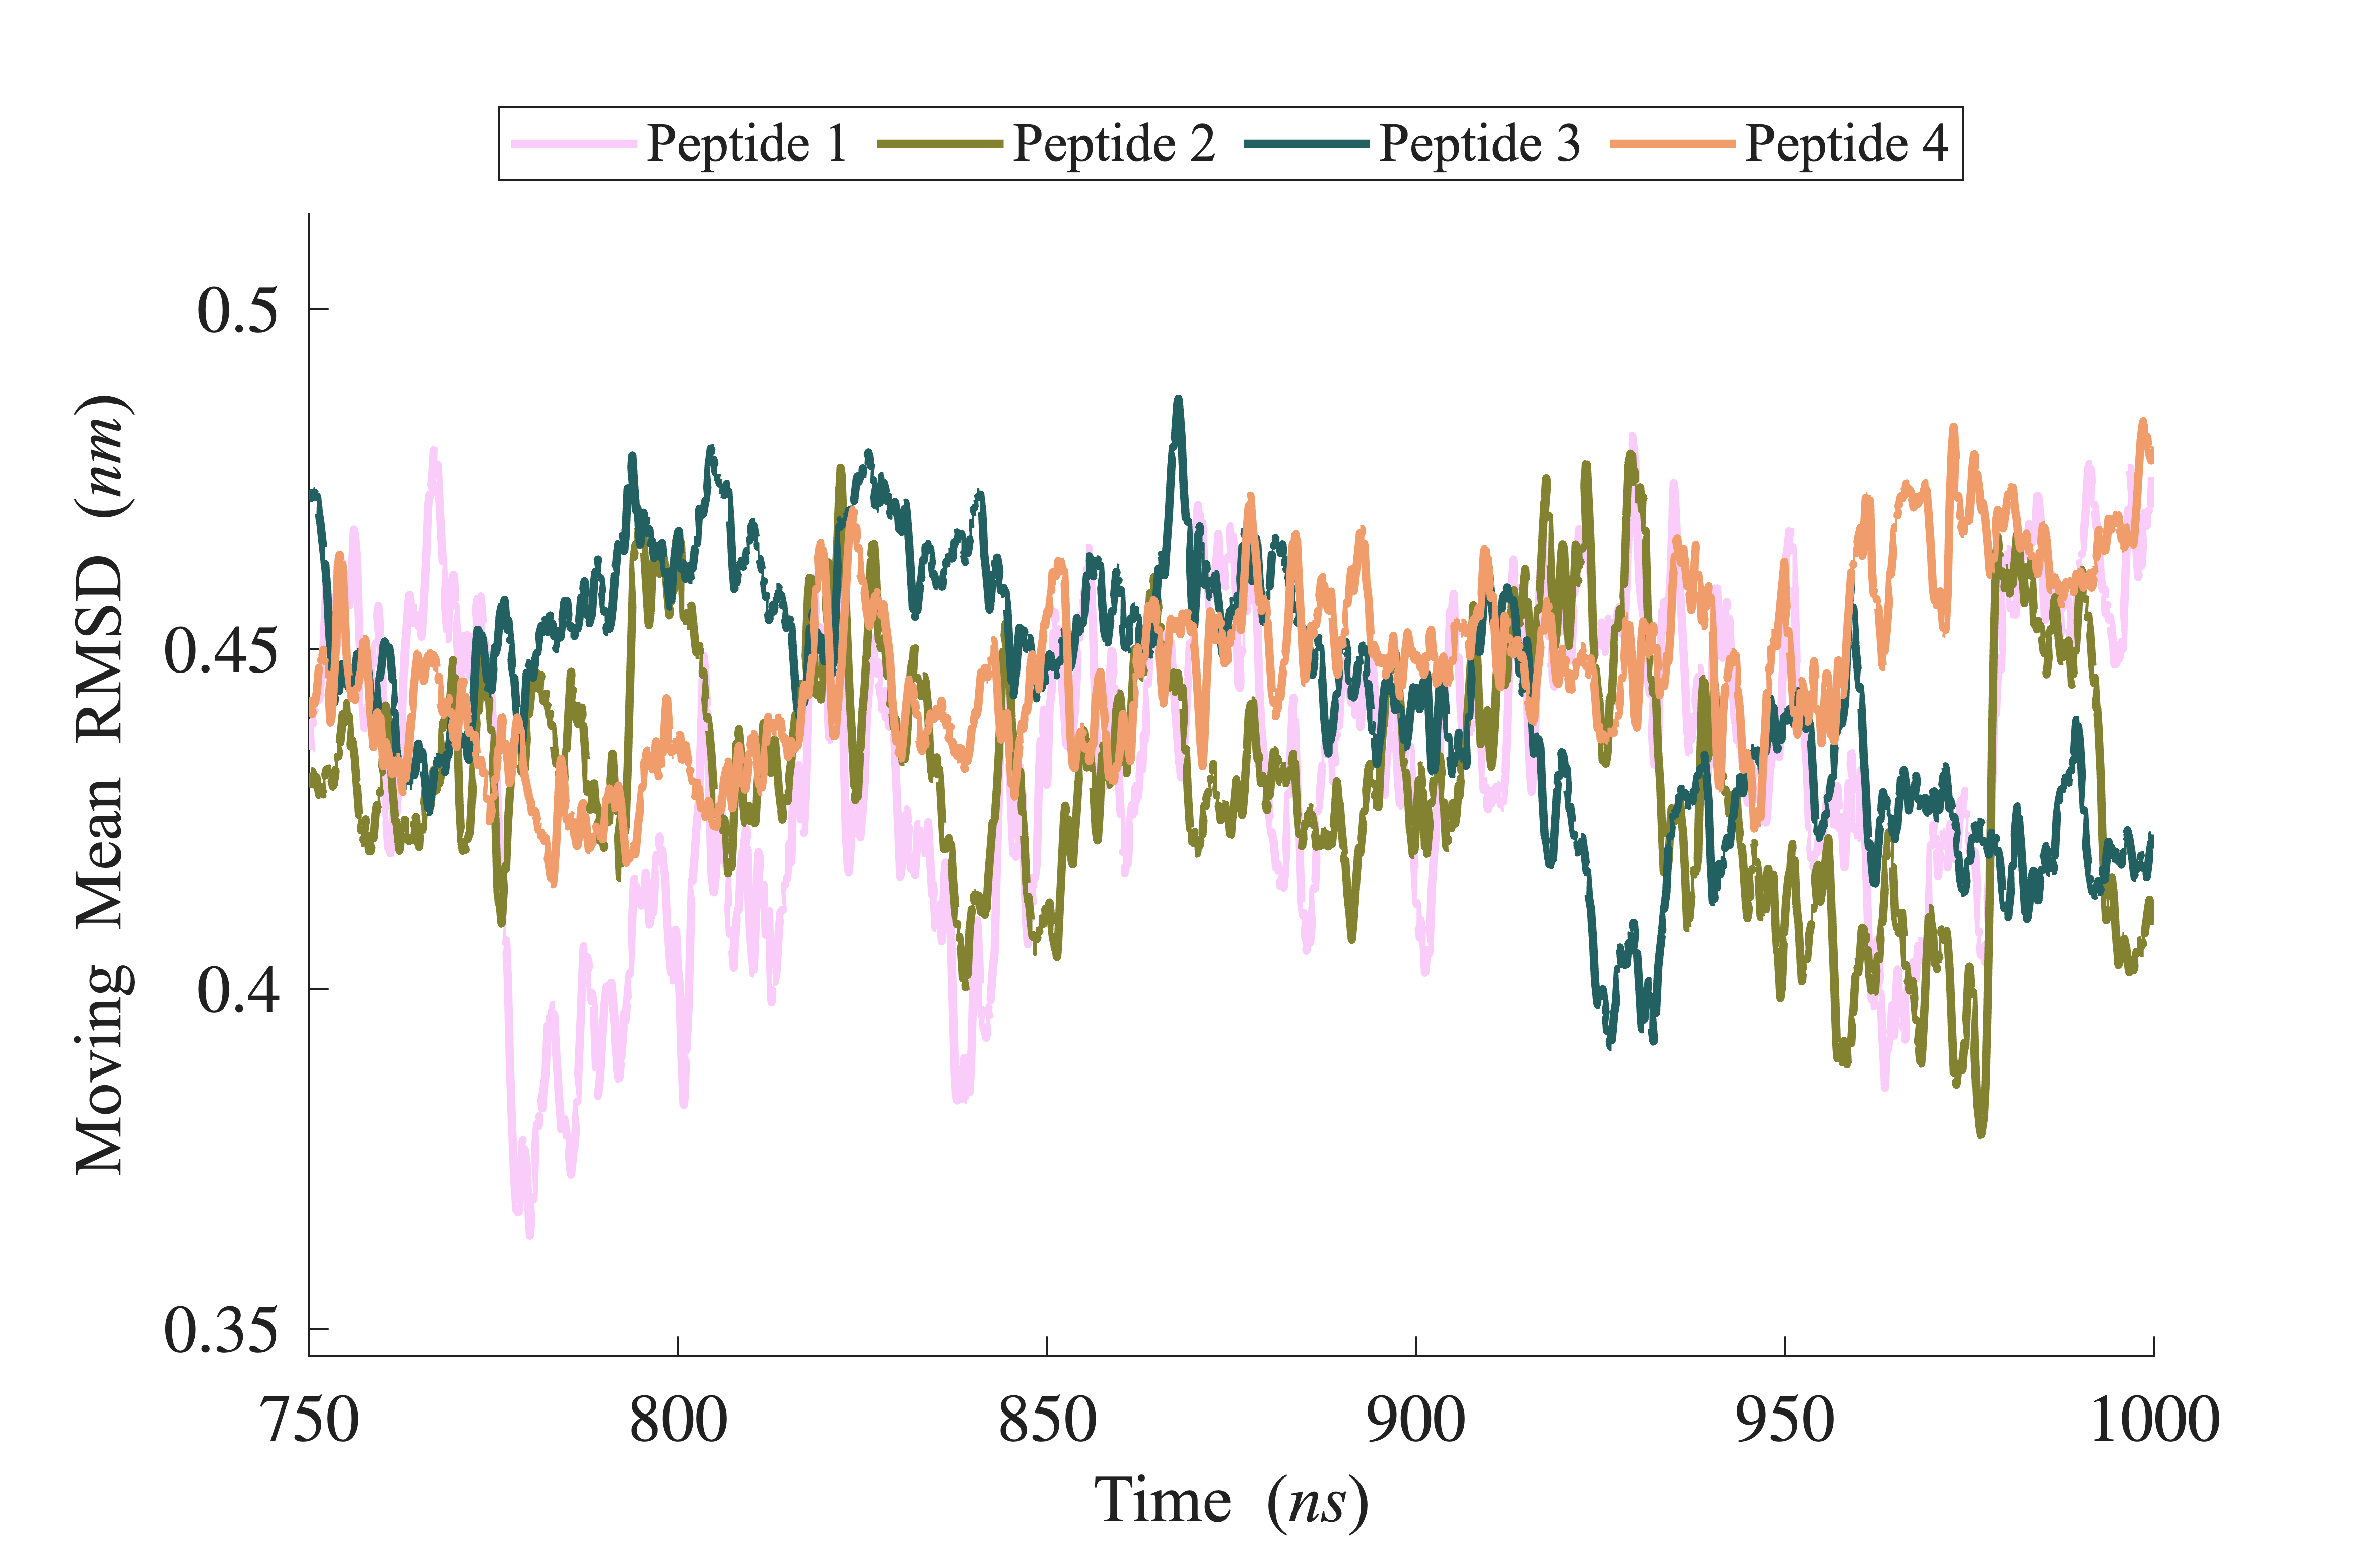 Peptide 1 Peptide 2 Peptide 3 Peptide 4
0.5
0.45
0.4
0.35
Moving Mean RMSD (nm)
750 800 850 900 950 1000
Time (ns)